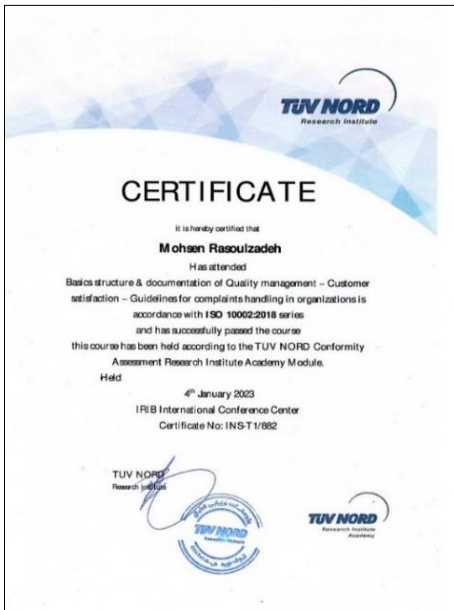 TUV NORD
Research Institute
CERTIFICATE
it is hereby certified that
Mohsen Rasoulzadeh
Has attended
Basics structure & documentation of Quality management – Customer
satisfaction – Guidelines for complaints handling in organizations is
accordance with ISO 10002:2018 series
and has successfully passed the course
this course has been held according to the TUV NORD Conformity
Assessment Research Institute Academy Module.
Held
4th January 2023
IRIB International Conference Center
Certificate No: INS-T1/882
TUV NORD
Research Institute
TUV NORD
TUV NORD
Research Institute
Academy